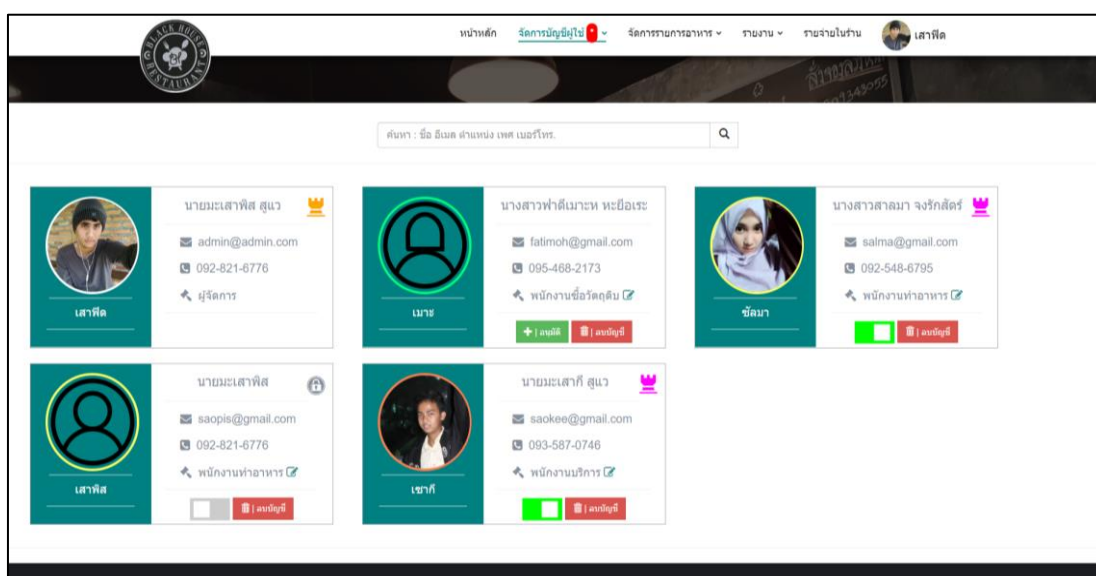 BLACK HOUSE
RESTAURANT
หน้าหลัก จัดการบัญชีผู้ใช้ * จัดการรายการอาหาร รายงาน รายจ่ายในร้าน เสาฟีด
ค้นหา : ชื่อ อีเมล ตำแหน่ง เพศ เบอร์โทร.
นายมะเสาพิส สูแว
admin@admin.com
092-821-6776
ผู้จัดการ
เสาฟีด
นางสาวฟาตีเมาะห หะยีอเระ
fatimoh@gmail.com
095-468-2173
พนักงานซื้อวัตถุดิบ
เมาะ
+ | อนุมัติ | ลบบัญชี
นางสาวสาลมา จงรักสัตร์
salma@gmail.com
092-548-6795
พนักงานทำอาหาร
ซัลมา
| ลบบัญชี
นายมะเสาพิส
saopis@gmail.com
092-821-6776
พนักงานทำอาหาร
เสาพิส
| ลบบัญชี
นายมะเสากี สูแว
saokee@gmail.com
093-587-0746
พนักงานบริการ
เซากี
| ลบบัญชี